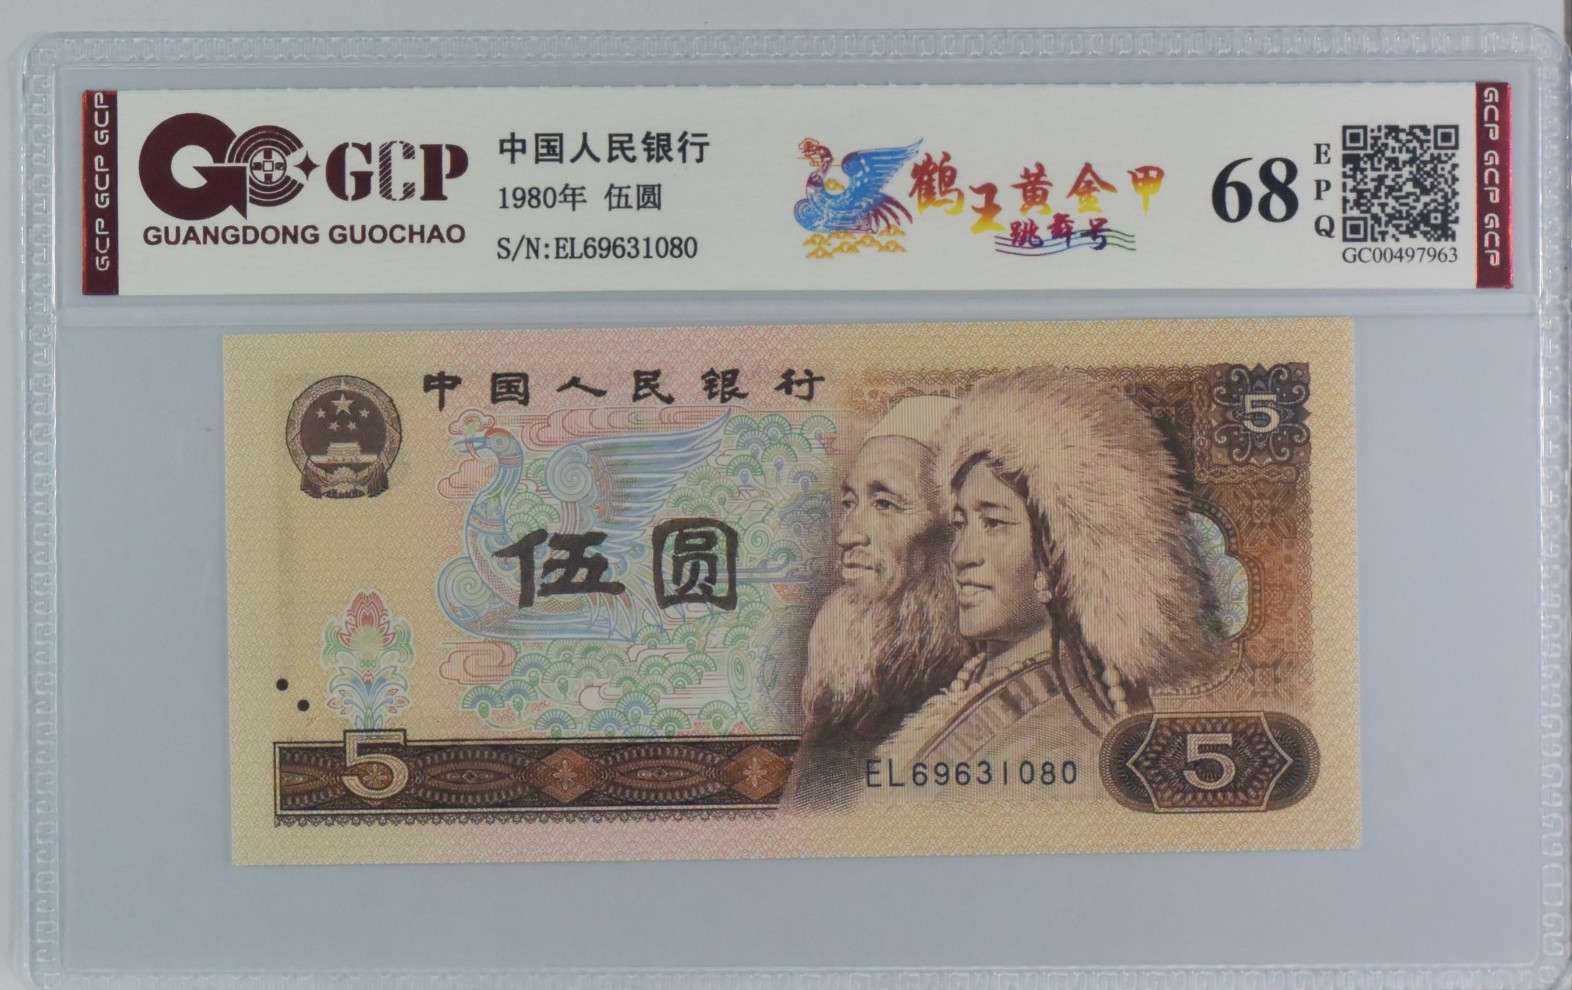 GCP GCP GCP
GCP
GUANGDONG GUOCHAO
中国人民银行
1980年 伍圆
S/N:EL69631080
鹤王黄金甲
跳舞号
68
EPQ
GC00497963
GCP GCP GCP
中国人民银行
5
伍圆
5
EL69631080
5